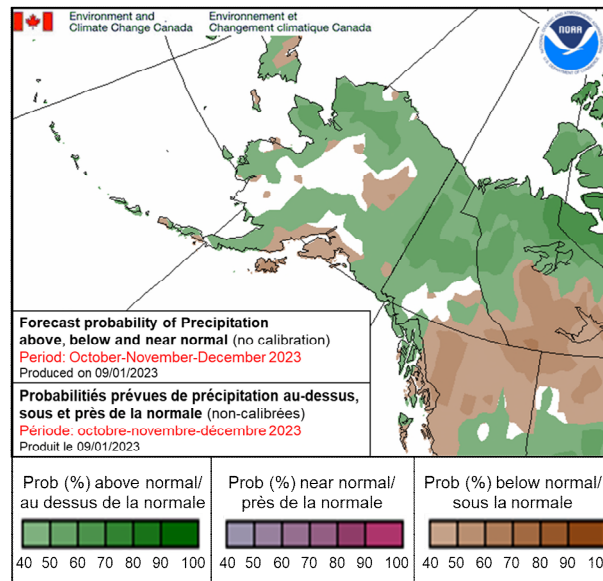 Environment and Environnement et
Climate Change Canada Changement climatique Canada
NOAA
Forecast probability of Precipitation
above, below and near normal (no calibration)
Period: October-November-December 2023
Produced on 09/01/2023
Probabilitiés prévues de précipitation au-dessus,
sous et près de la normale (non-calibrées)
Période: octobre-novembre-décembre 2023
Produit le 09/01/2023
Prob (%) above normal/
au dessus de la normale
40 50 60 70 80 90 100
Prob (%) near normal/
près de la normale
40 50 60 70 80 90 100
Prob (%) below normal/
sous la normale
40 50 60 70 80 90 10